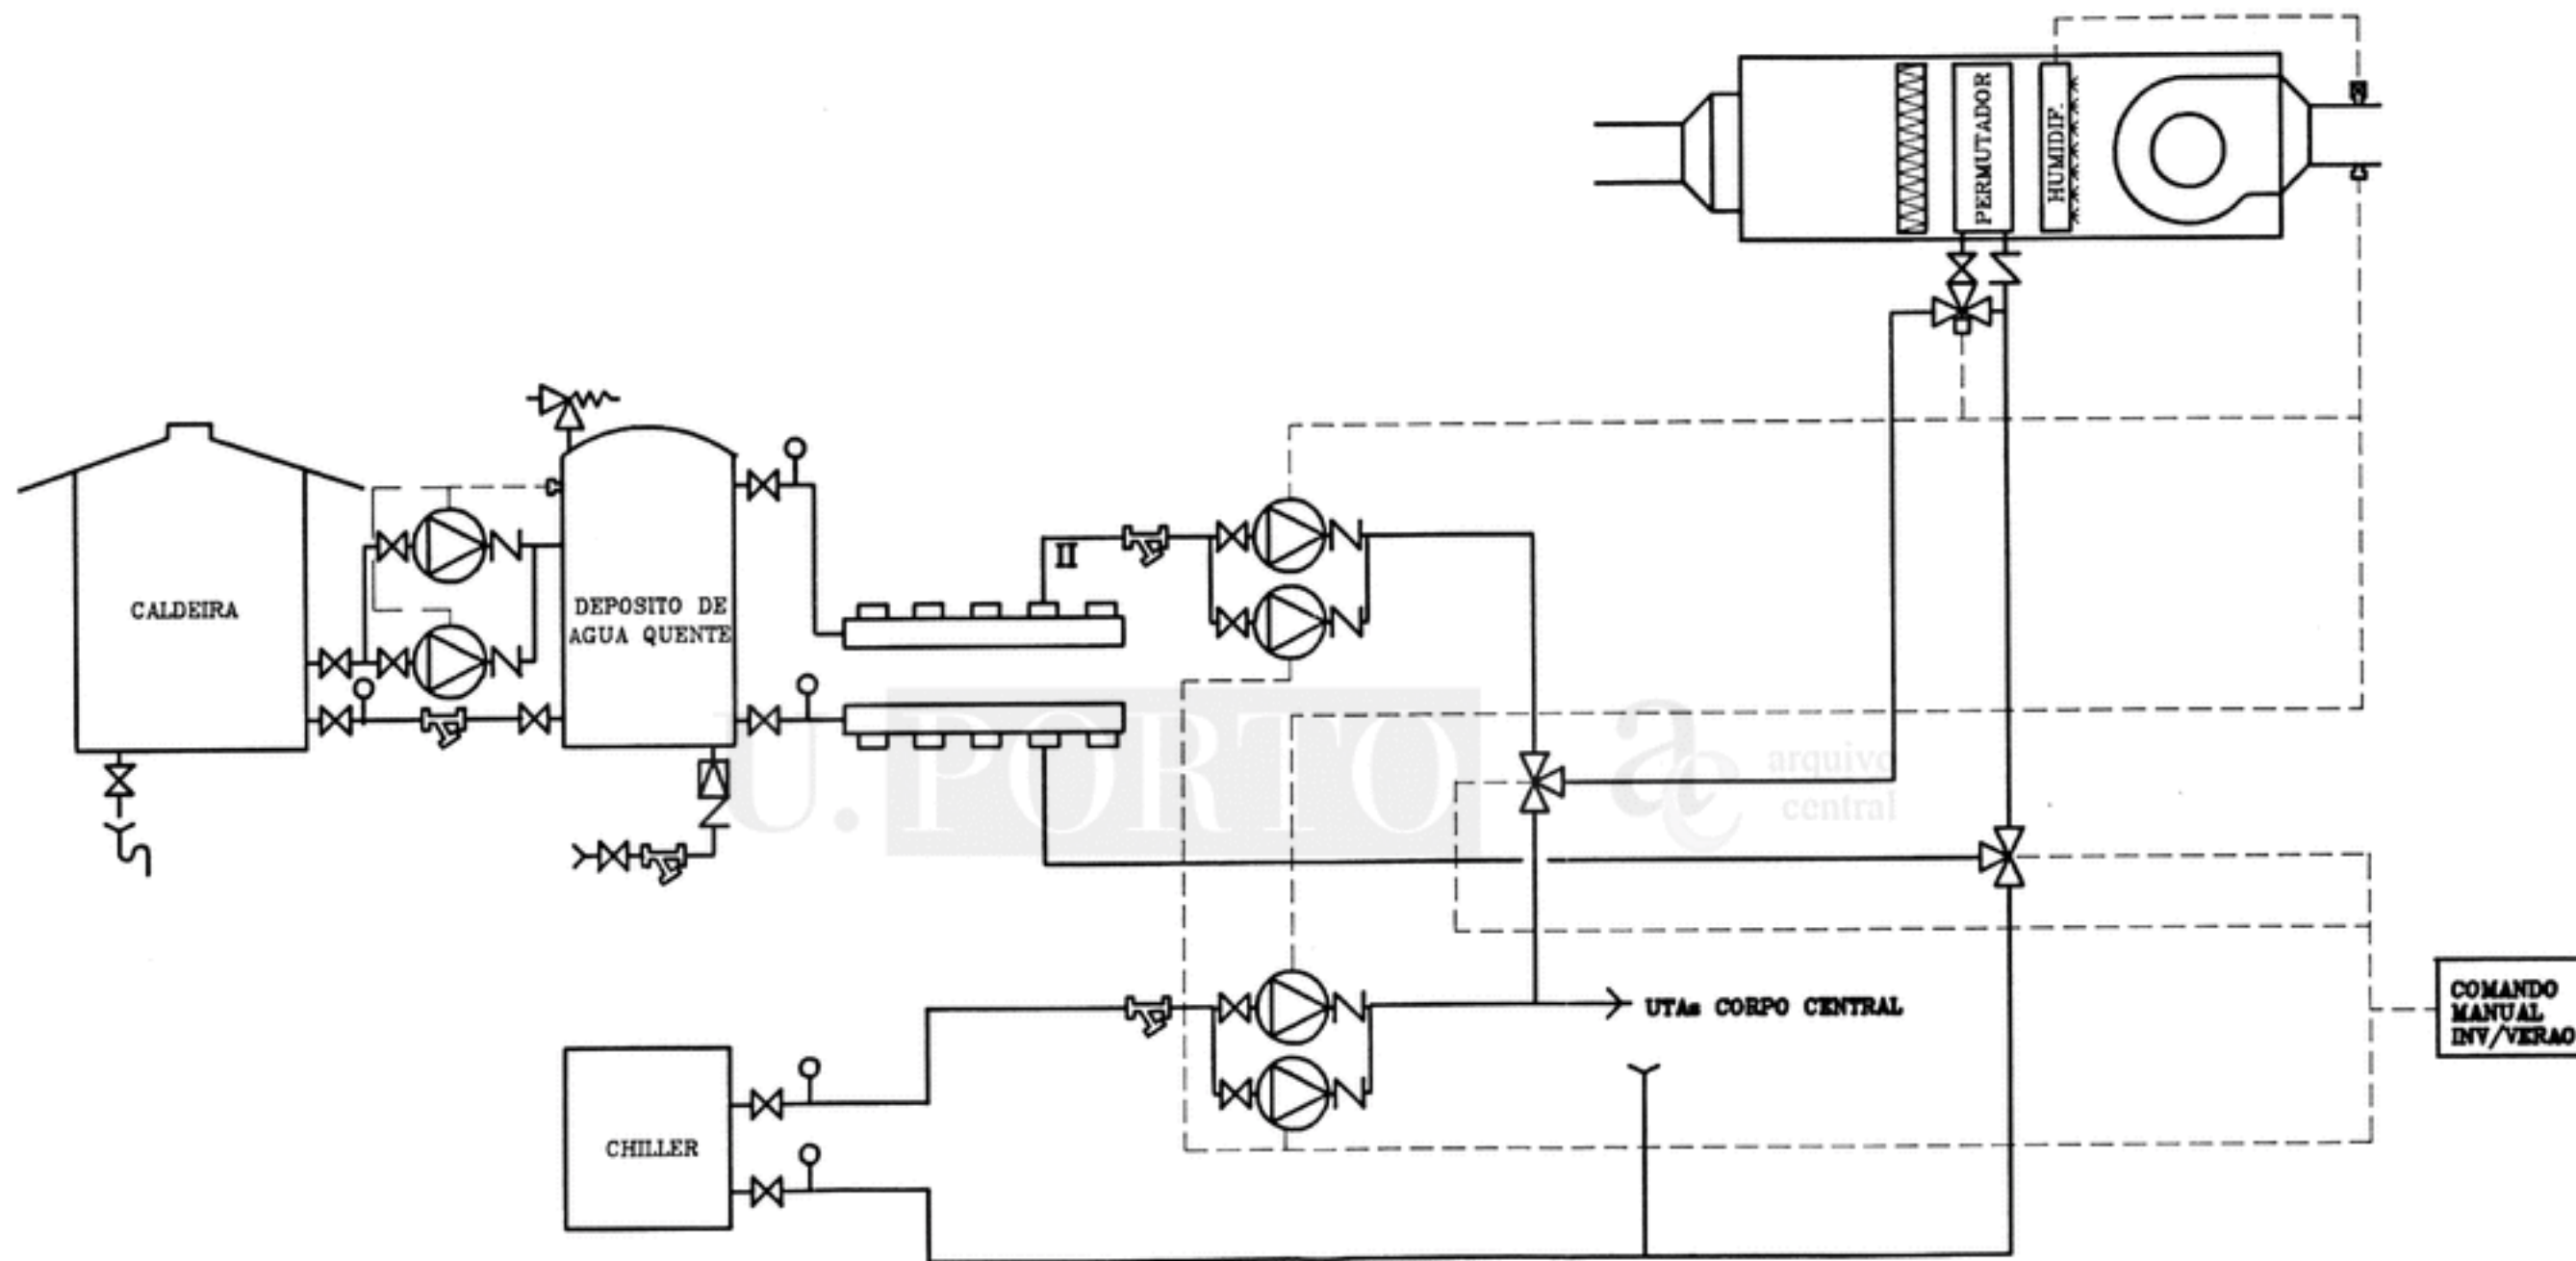 PERMUTADOR
HUMIDIF.
CALDEIRA
DEPOSITO DE
AGUA QUENTE
II
U. PORTO
ac
arquivo
central
UTAs CORPO CENTRAL
COMANDO
MANUAL
INV/VERAO
CHILLER